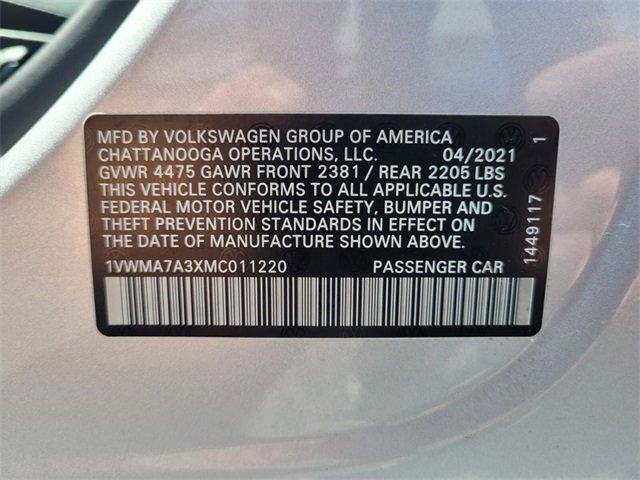 MFD BY VOLKSWAGEN GROUP OF AMERICA
CHATTANOOGA OPERATIONS, LLC. 04/2021
GVWR 4475 GAWR FRONT 2381 / REAR 2205 LBS
THIS VEHICLE CONFORMS TO ALL APPLICABLE U.S.
FEDERAL MOTOR VEHICLE SAFETY, BUMPER AND
THEFT PREVENTION STANDARDS IN EFFECT ON
THE DATE OF MANUFACTURE SHOWN ABOVE.
1VWMA7A3XMC011220 PASSENGER CAR
1449117 1